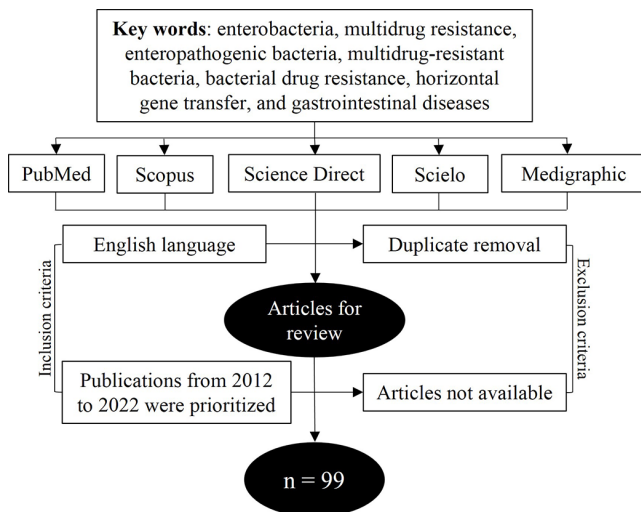 Key words: enterobacteria, multidrug resistance,
enteropathogenic bacteria, multidrug-resistant
bacteria, bacterial drug resistance, horizontal
gene transfer, and gastrointestinal diseases
PubMed
Scopus
Science Direct
Scielo
Medigraphic
Inclusion criteria
English language
Duplicate removal
Exclusion criteria
Articles for
review
Publications from 2012
to 2022 were prioritized
Articles not available
n = 99